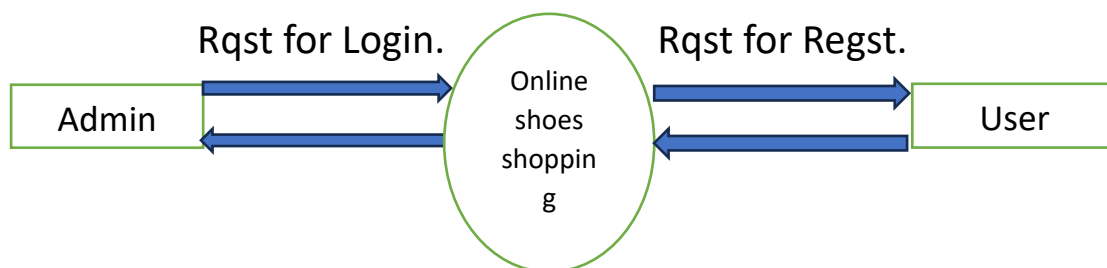 Rqst for Login.
Rqst for Regst.
Admin
Online
shoes
shoppin
g
User